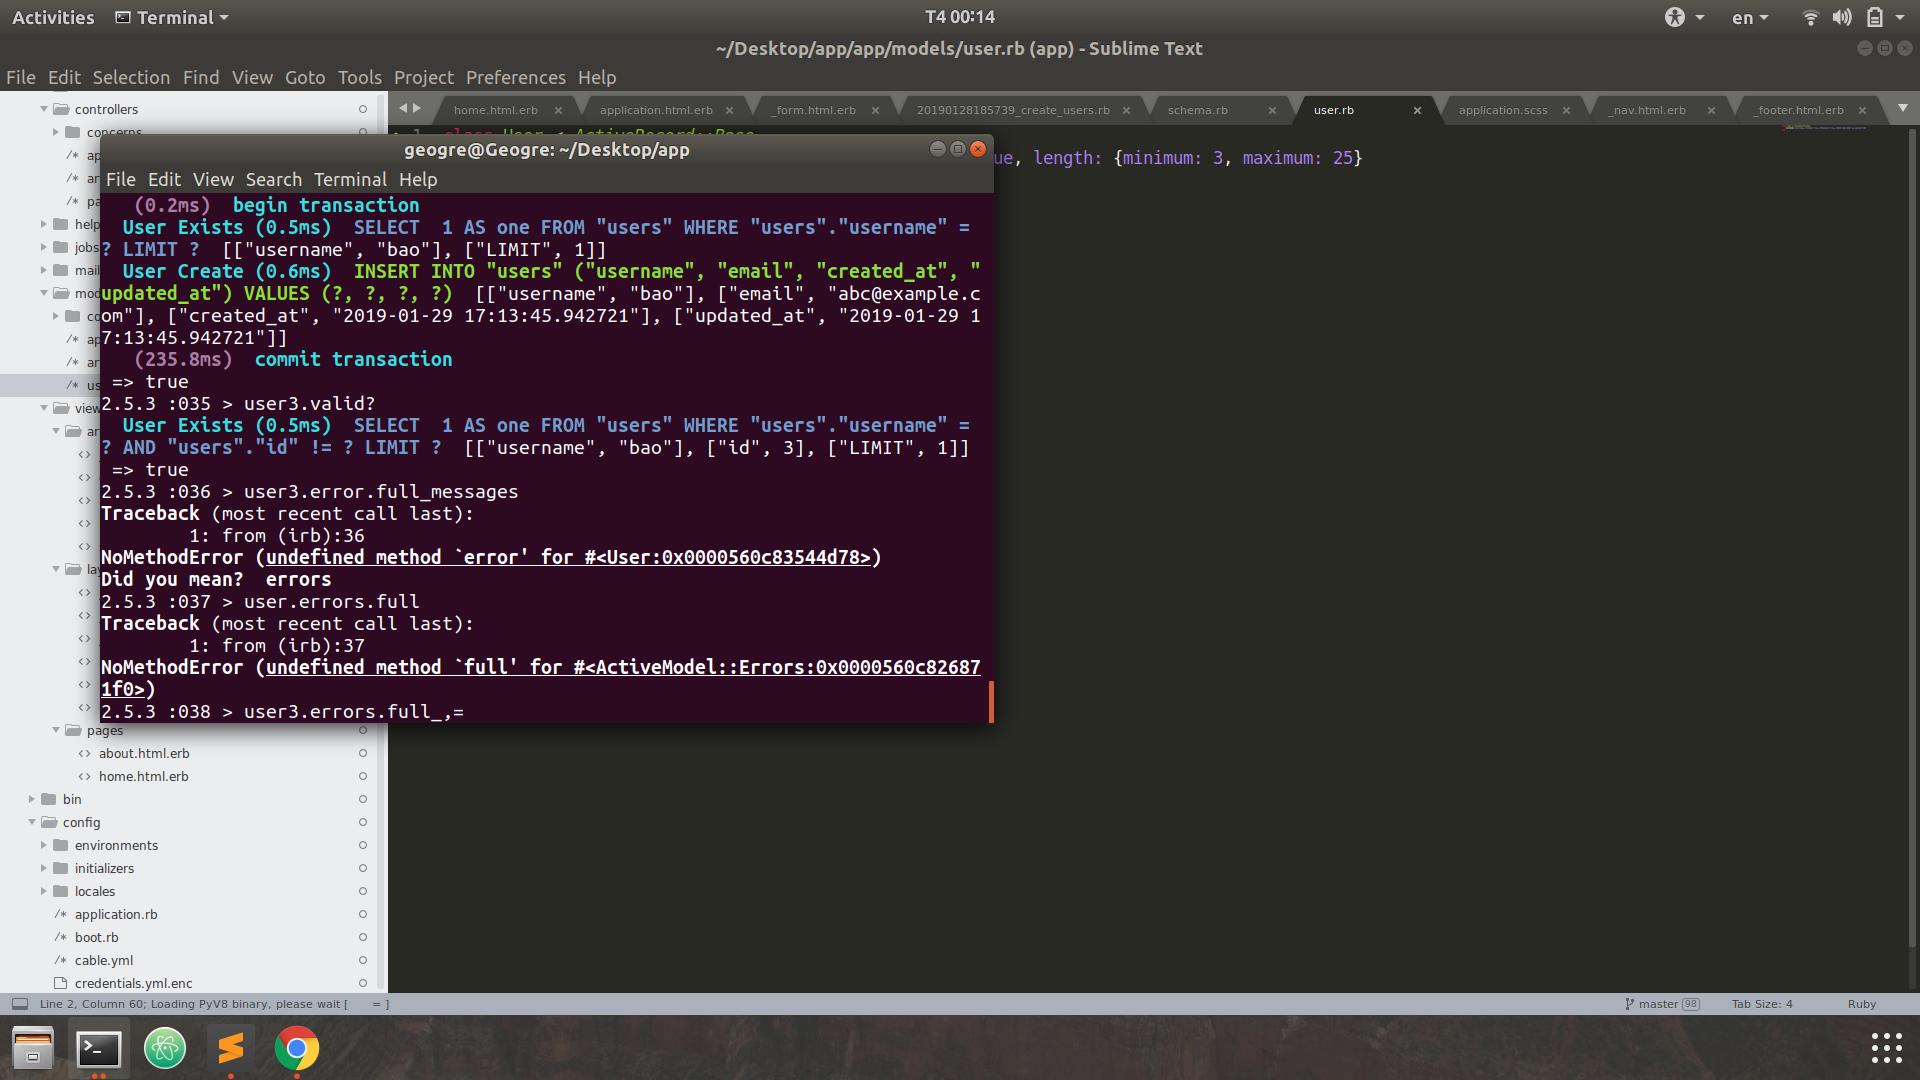 Activities Terminal T4 00:14 en
~/Desktop/app/app/models/user.rb (app) - Sublime Text
File Edit Selection Find View Goto Tools Project Preferences Help
home.html.erb application.html.erb _form.html.erb 20190128185739_create_users.rb schema.rb user.rb application.scss _nav.html.erb _footer.html.erb
1 class User < ActiveRecord::Base
ue, length: {minimum: 3, maximum: 25}
controllers
concerns
ap
ar
pa
help
jobs
mail
mod
co
ap
ar
us
view
ar
la
pages
about.html.erb
home.html.erb
bin
config
environments
initializers
locales
application.rb
boot.rb
cable.yml
credentials.yml.enc
geogre@Geogre: ~/Desktop/app
File Edit View Search Terminal Help
(0.2ms) begin transaction
User Exists (0.5ms) SELECT 1 AS one FROM "users" WHERE "users"."username" =
? LIMIT ? [["username", "bao"], ["LIMIT", 1]]
User Create (0.6ms) INSERT INTO "users" ("username", "email", "created_at", "
updated_at") VALUES (?, ?, ?, ?) [["username", "bao"], ["email", "abc@example.c
om"], ["created_at", "2019-01-29 17:13:45.942721"], ["updated_at", "2019-01-29 1
7:13:45.942721"]]
(235.8ms) commit transaction
=> true
2.5.3 :035 > user3.valid?
User Exists (0.5ms) SELECT 1 AS one FROM "users" WHERE "users"."username" =
? AND "users"."id" != ? LIMIT ? [["username", "bao"], ["id", 3], ["LIMIT", 1]]
=> true
2.5.3 :036 > user3.error.full_messages
Traceback (most recent call last):
1: from (irb):36
NoMethodError (undefined method `error' for #<User:0x0000560c83544d78>)
Did you mean? errors
2.5.3 :037 > user.errors.full
Traceback (most recent call last):
1: from (irb):37
NoMethodError (undefined method `full' for #<ActiveModel::Errors:0x0000560c82687
1f0>)
2.5.3 :038 > user3.errors.full_,=
Line 2, Column 60; Loading PyV8 binary, please wait [ = ] master 98 Tab Size: 4 Ruby